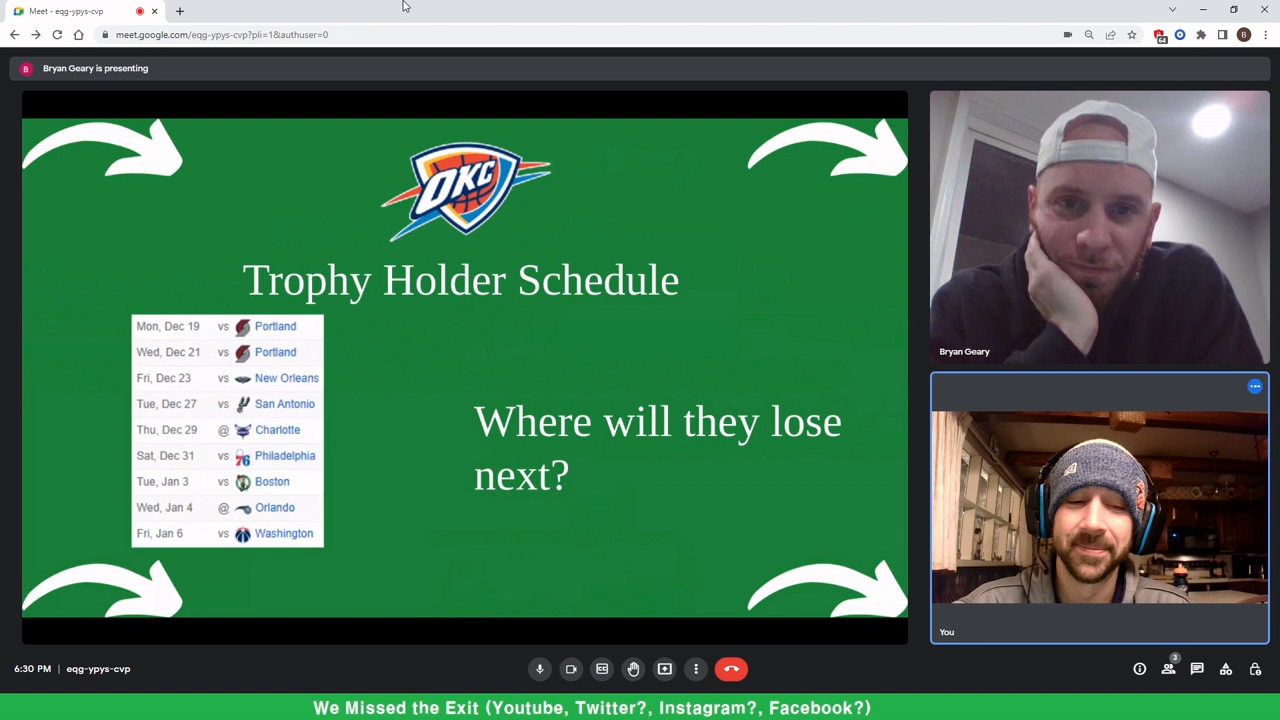 Meet - eqg-ypys-cvp
meet.google.com/eqg-ypys-cvp?pli=1&authuser=0
64
B
B
Bryan Geary is presenting
OKC
Trophy Holder Schedule
Mon, Dec 19 vs Portland
Wed, Dec 21 vs Portland
Fri, Dec 23 vs New Orleans
Tue, Dec 27 vs San Antonio
Thu, Dec 29 @ Charlotte
Sat, Dec 31 vs 76 Philadelphia
Tue, Jan 3 vs Boston
Wed, Jan 4 @ Orlando
Fri, Jan 6 vs Washington
Where will they lose
next?
Bryan Geary
You
6:30 PM | eqg-ypys-cvp
3
We Missed the Exit (Youtube, Twitter?, Instagram?, Facebook?)